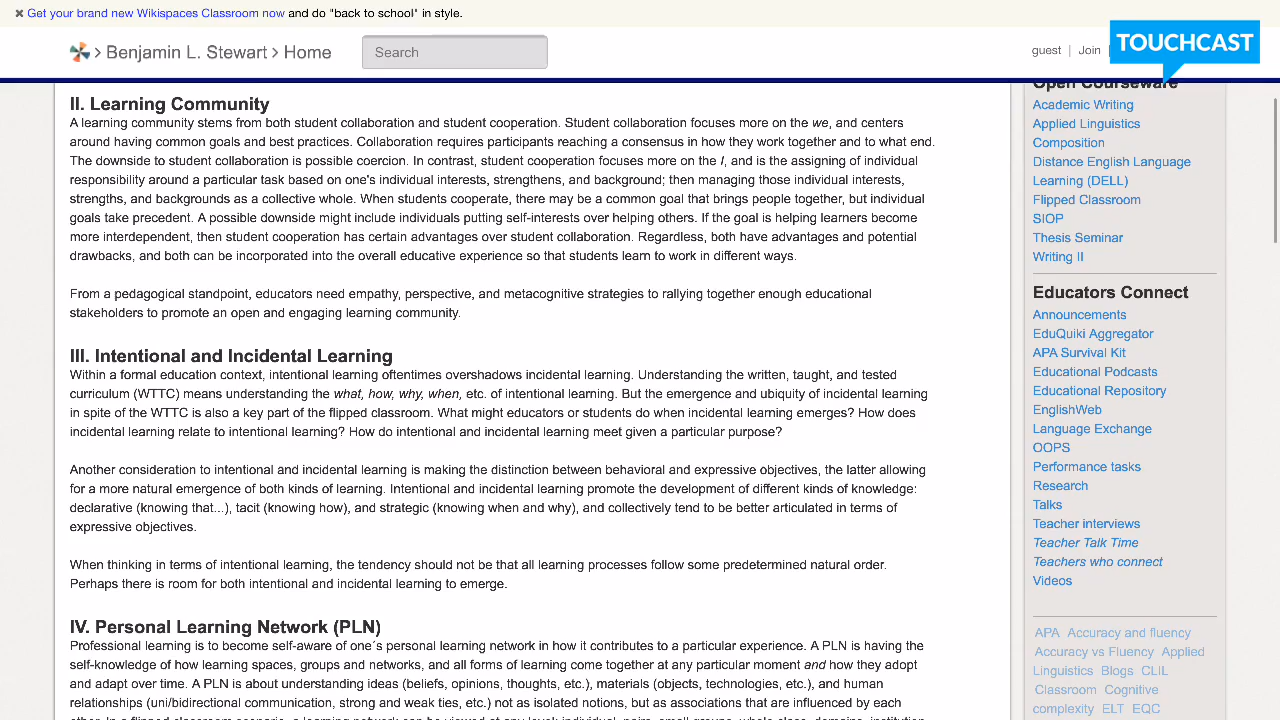 ✖ Get your brand new Wikispaces Classroom now and do "back to school" in style.
Benjamin L. Stewart > Home
Search
guest | Join |
TOUCHCAST
II. Learning Community
A learning community stems from both student collaboration and student cooperation. Student collaboration focuses more on the we, and centers
around having common goals and best practices. Collaboration requires participants reaching a consensus in how they work together and to what end.
The downside to student collaboration is possible coercion. In contrast, student cooperation focuses more on the I, and is the assigning of individual
responsibility around a particular task based on one's individual interests, strengthens, and background; then managing those individual interests,
strengths, and backgrounds as a collective whole. When students cooperate, there may be a common goal that brings people together, but individual
goals take precedent. A possible downside might include individuals putting self-interests over helping others. If the goal is helping learners become
more interdependent, then student cooperation has certain advantages over student collaboration. Regardless, both have advantages and potential
drawbacks, and both can be incorporated into the overall educative experience so that students learn to work in different ways.
From a pedagogical standpoint, educators need empathy, perspective, and metacognitive strategies to rallying together enough educational
stakeholders to promote an open and engaging learning community.
III. Intentional and Incidental Learning
Within a formal education context, intentional learning oftentimes overshadows incidental learning. Understanding the written, taught, and tested
curriculum (WTTC) means understanding the what, how, why, when, etc. of intentional learning. But the emergence and ubiquity of incidental learning
in spite of the WTTC is also a key part of the flipped classroom. What might educators or students do when incidental learning emerges? How does
incidental learning relate to intentional learning? How do intentional and incidental learning meet given a particular purpose?
Another consideration to intentional and incidental learning is making the distinction between behavioral and expressive objectives, the latter allowing
for a more natural emergence of both kinds of learning. Intentional and incidental learning promote the development of different kinds of knowledge:
declarative (knowing that...), tacit (knowing how), and strategic (knowing when and why), and collectively tend to be better articulated in terms of
expressive objectives.
When thinking in terms of intentional learning, the tendency should not be that all learning processes follow some predetermined natural order.
Perhaps there is room for both intentional and incidental learning to emerge.
IV. Personal Learning Network (PLN)
Professional learning is to become self-aware of one´s personal learning network in how it contributes to a particular experience. A PLN is having the
self-knowledge of how learning spaces, groups and networks, and all forms of learning come together at any particular moment and how they adopt
and adapt over time. A PLN is about understanding ideas (beliefs, opinions, thoughts, etc.), materials (objects, technologies, etc.), and human
relationships (uni/bidirectional communication, strong and weak ties, etc.) not as isolated notions, but as associations that are influenced by each
Open Courseware
Academic Writing
Applied Linguistics
Composition
Distance English Language
Learning (DELL)
Flipped Classroom
SIOP
Thesis Seminar
Writing II
Educators Connect
Announcements
EduQuiki Aggregator
APA Survival Kit
Educational Podcasts
Educational Repository
EnglishWeb
Language Exchange
OOPS
Performance tasks
Research
Talks
Teacher interviews
Teacher Talk Time
Teachers who connect
Videos
APA Accuracy and fluency
Accuracy vs Fluency Applied
Linguistics Blogs CLIL
Classroom Cognitive
complexity ELT EQC